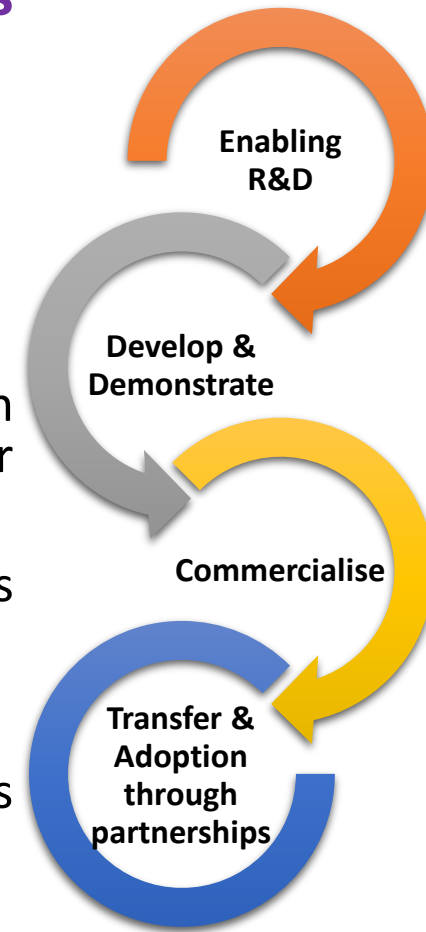 s
Enabling
R&D
Develop &
Demonstrate
n
r
Commercialise
s
Transfer &
Adoption
through
partnerships
s